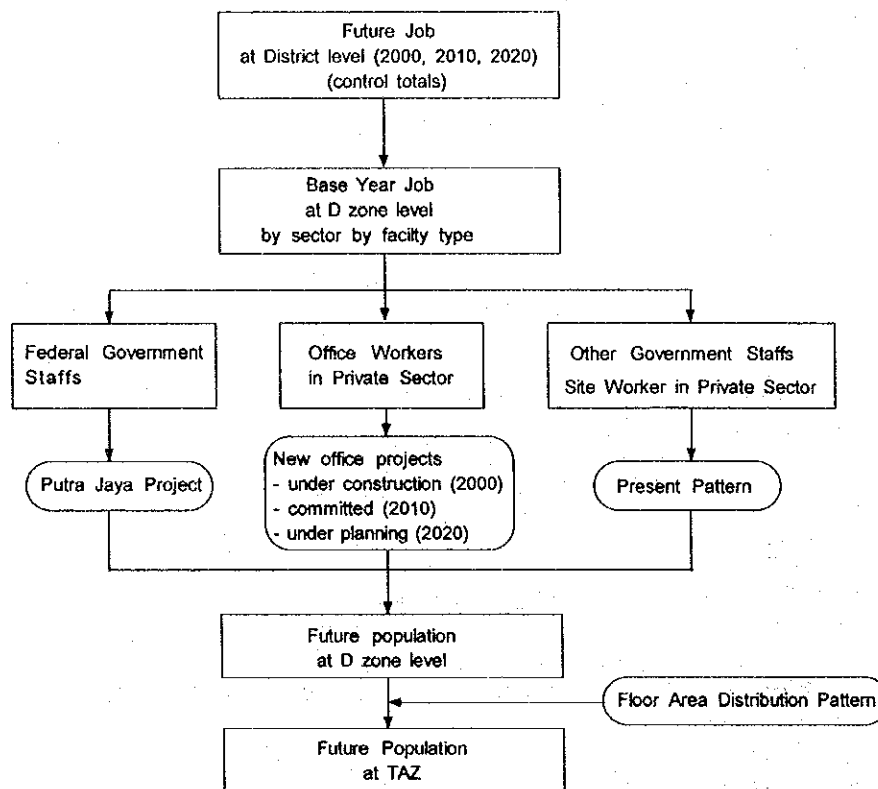 Future Job
at District level (2000, 2010, 2020)
(control totals)
Base Year Job
at D zone level
by sector by facilty type
Federal Government
Staffs
Office Workers
in Private Sector
Other Government Staffs
Site Worker in Private Sector
Putra Jaya Project
New office projects
- under construction (2000)
- committed (2010)
- under planning (2020)
Present Pattern
Future population
at D zone level
Floor Area Distribution Pattern
Future Population
at TAZ